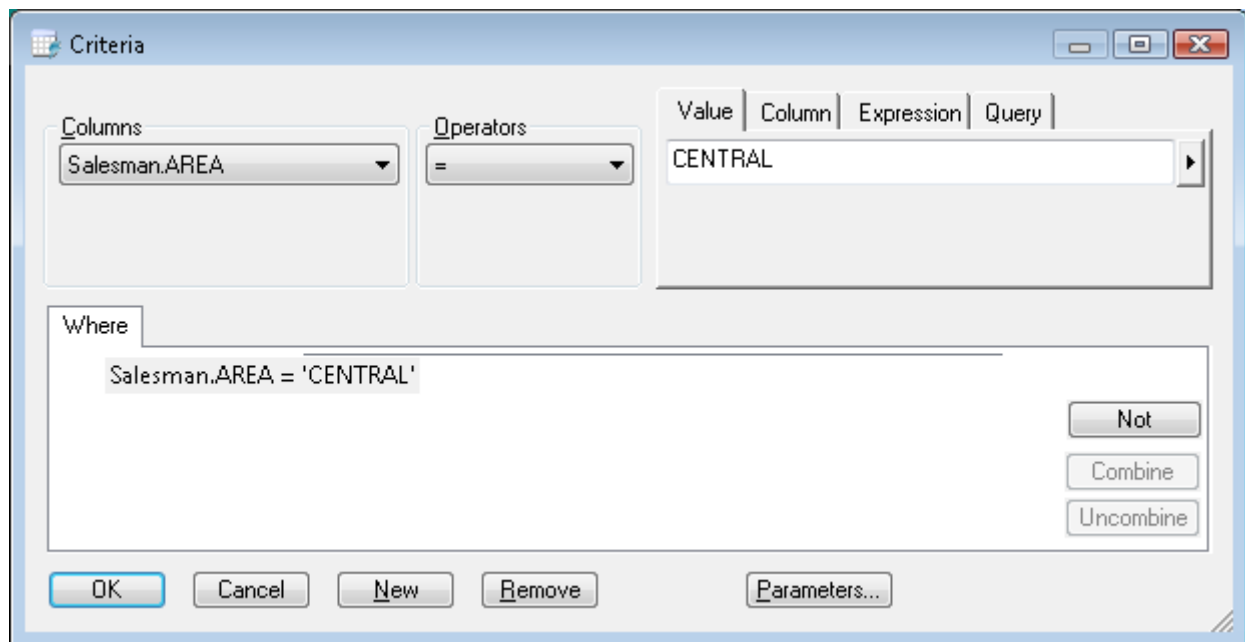 Criteria
Columns
Salesman.AREA
Operators
=
Value Column Expression Query
CENTRAL
Where
Salesman.AREA = 'CENTRAL'
Not
Combine
Uncombine
OK Cancel New Remove Parameters...